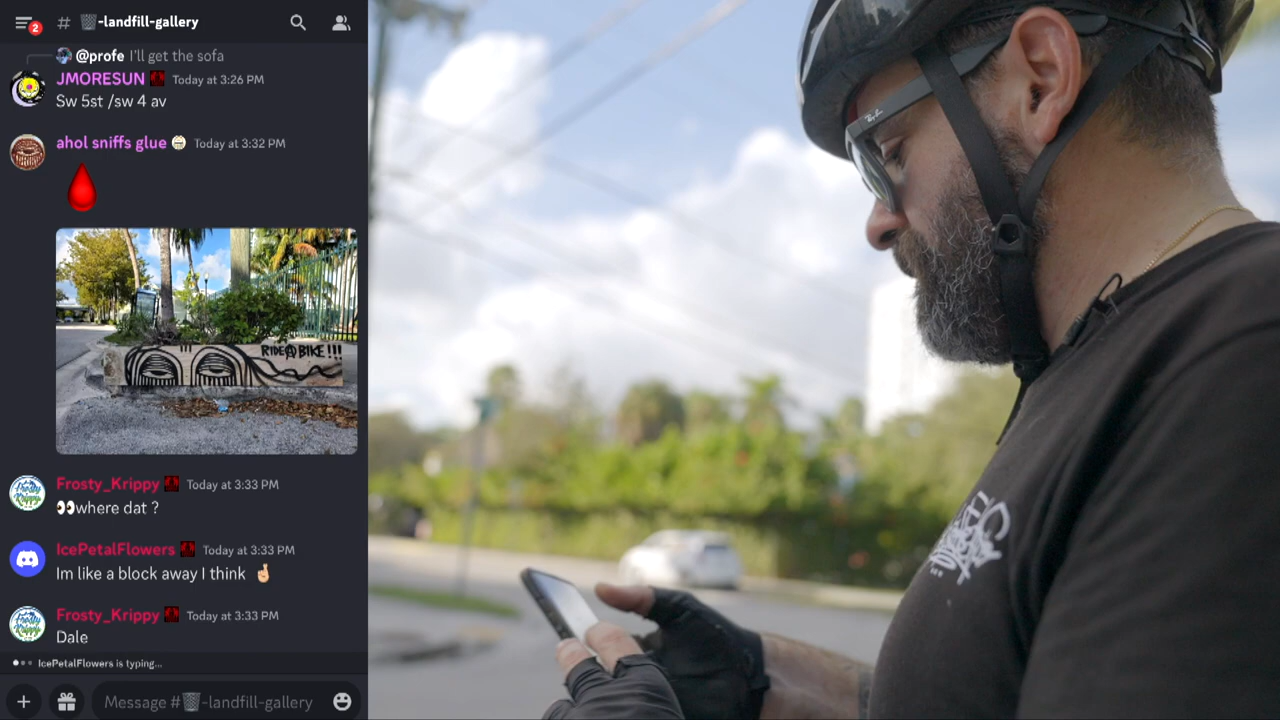 2
# 🗑-landfill-gallery
@profe I'll get the sofa
JMORESUN Today at 3:26 PM
Sw 5st /sw 4 av
ahol sniffs glue Today at 3:32 PM
RIDE A BIKE!!!
Frosty_Krippy Today at 3:33 PM
👀where dat ?
IcePetalFlowers Today at 3:33 PM
Im like a block away I think 🤞🏼
Frosty_Krippy Today at 3:33 PM
Dale
IcePetalFlowers is typing...
Message #🗑-landfill-gallery
Ray-Ban